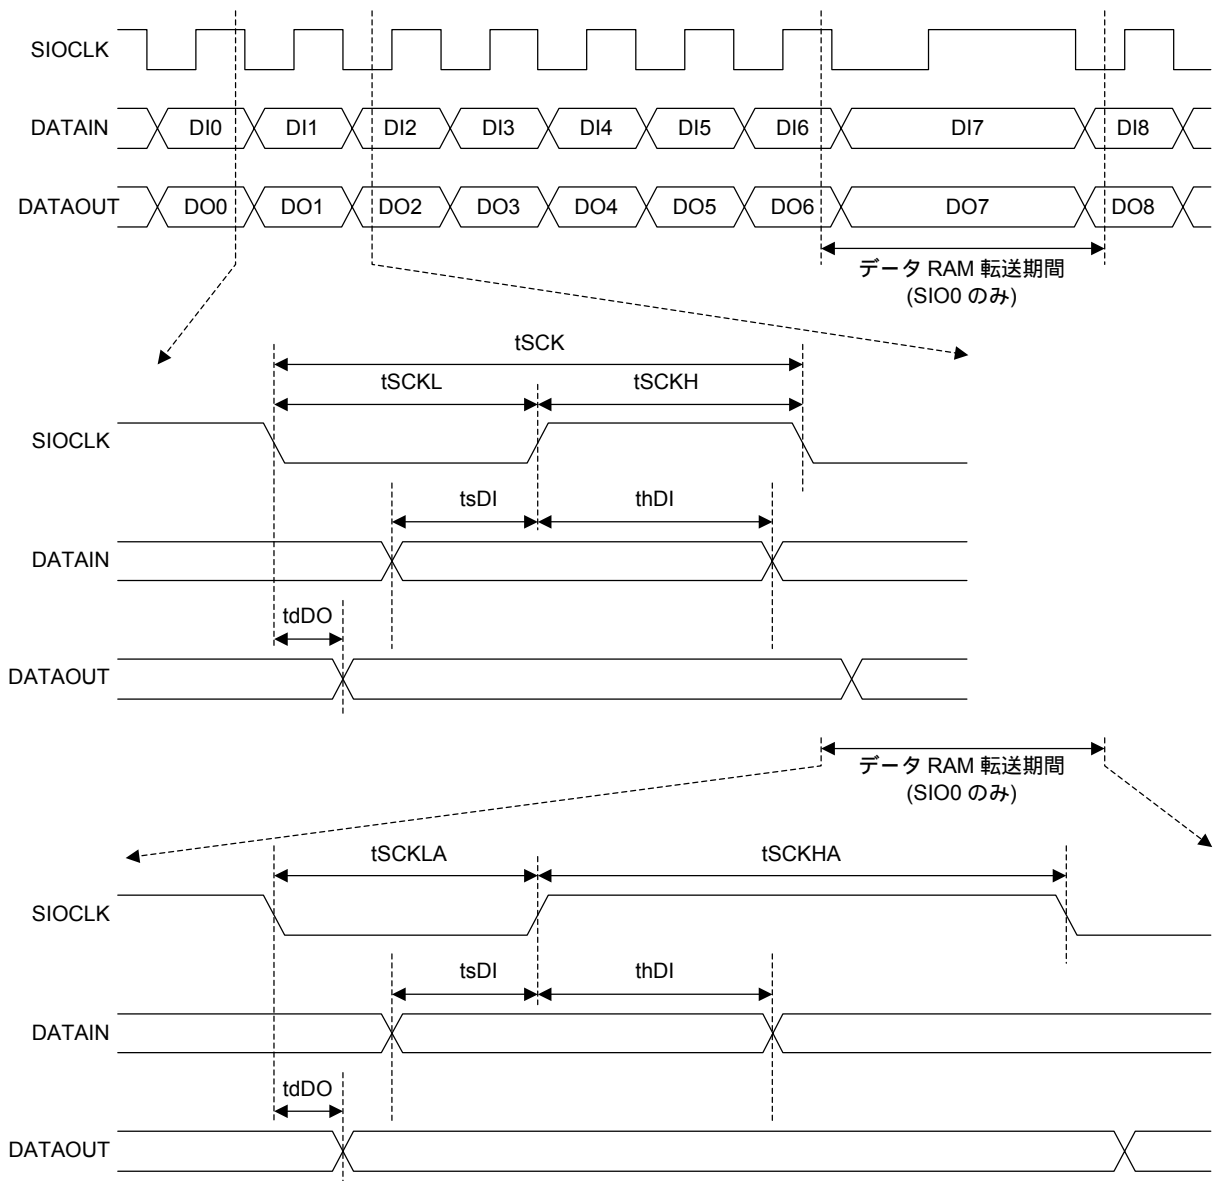 SIOCLK
DATAIN DI0 DI1 DI2 DI3 DI4 DI5 DI6 DI7 DI8
DATAOUT DO0 DO1 DO2 DO3 DO4 DO5 DO6 DO7 DO8
データ RAM 転送期間
(SIO0 のみ)
tSCK
tSCKL tSCKH
SIOCLK
tsDI thDI
DATAIN
tdDO
DATAOUT
データ RAM 転送期間
(SIO0 のみ)
tSCKLA tSCKHA
SIOCLK
tsDI thDI
DATAIN
tdDO
DATAOUT